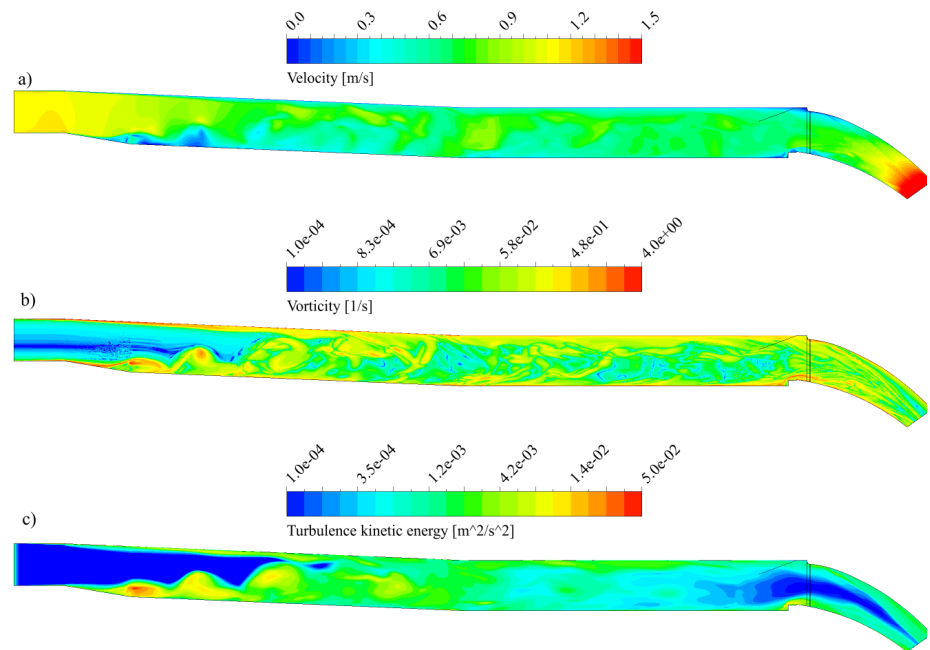 0.0 0.3 0.6 0.9 1.2 1.5
Velocity [m/s]
a)
1.0e-04 8.3e-04 6.9e-03 5.8e-02 4.8e-01 4.0e+00
Vorticity [1/s]
b)
1.0e-04 3.5e-04 1.2e-03 4.2e-03 1.4e-02 5.0e-02
Turbulence kinetic energy [m^2/s^2]
c)